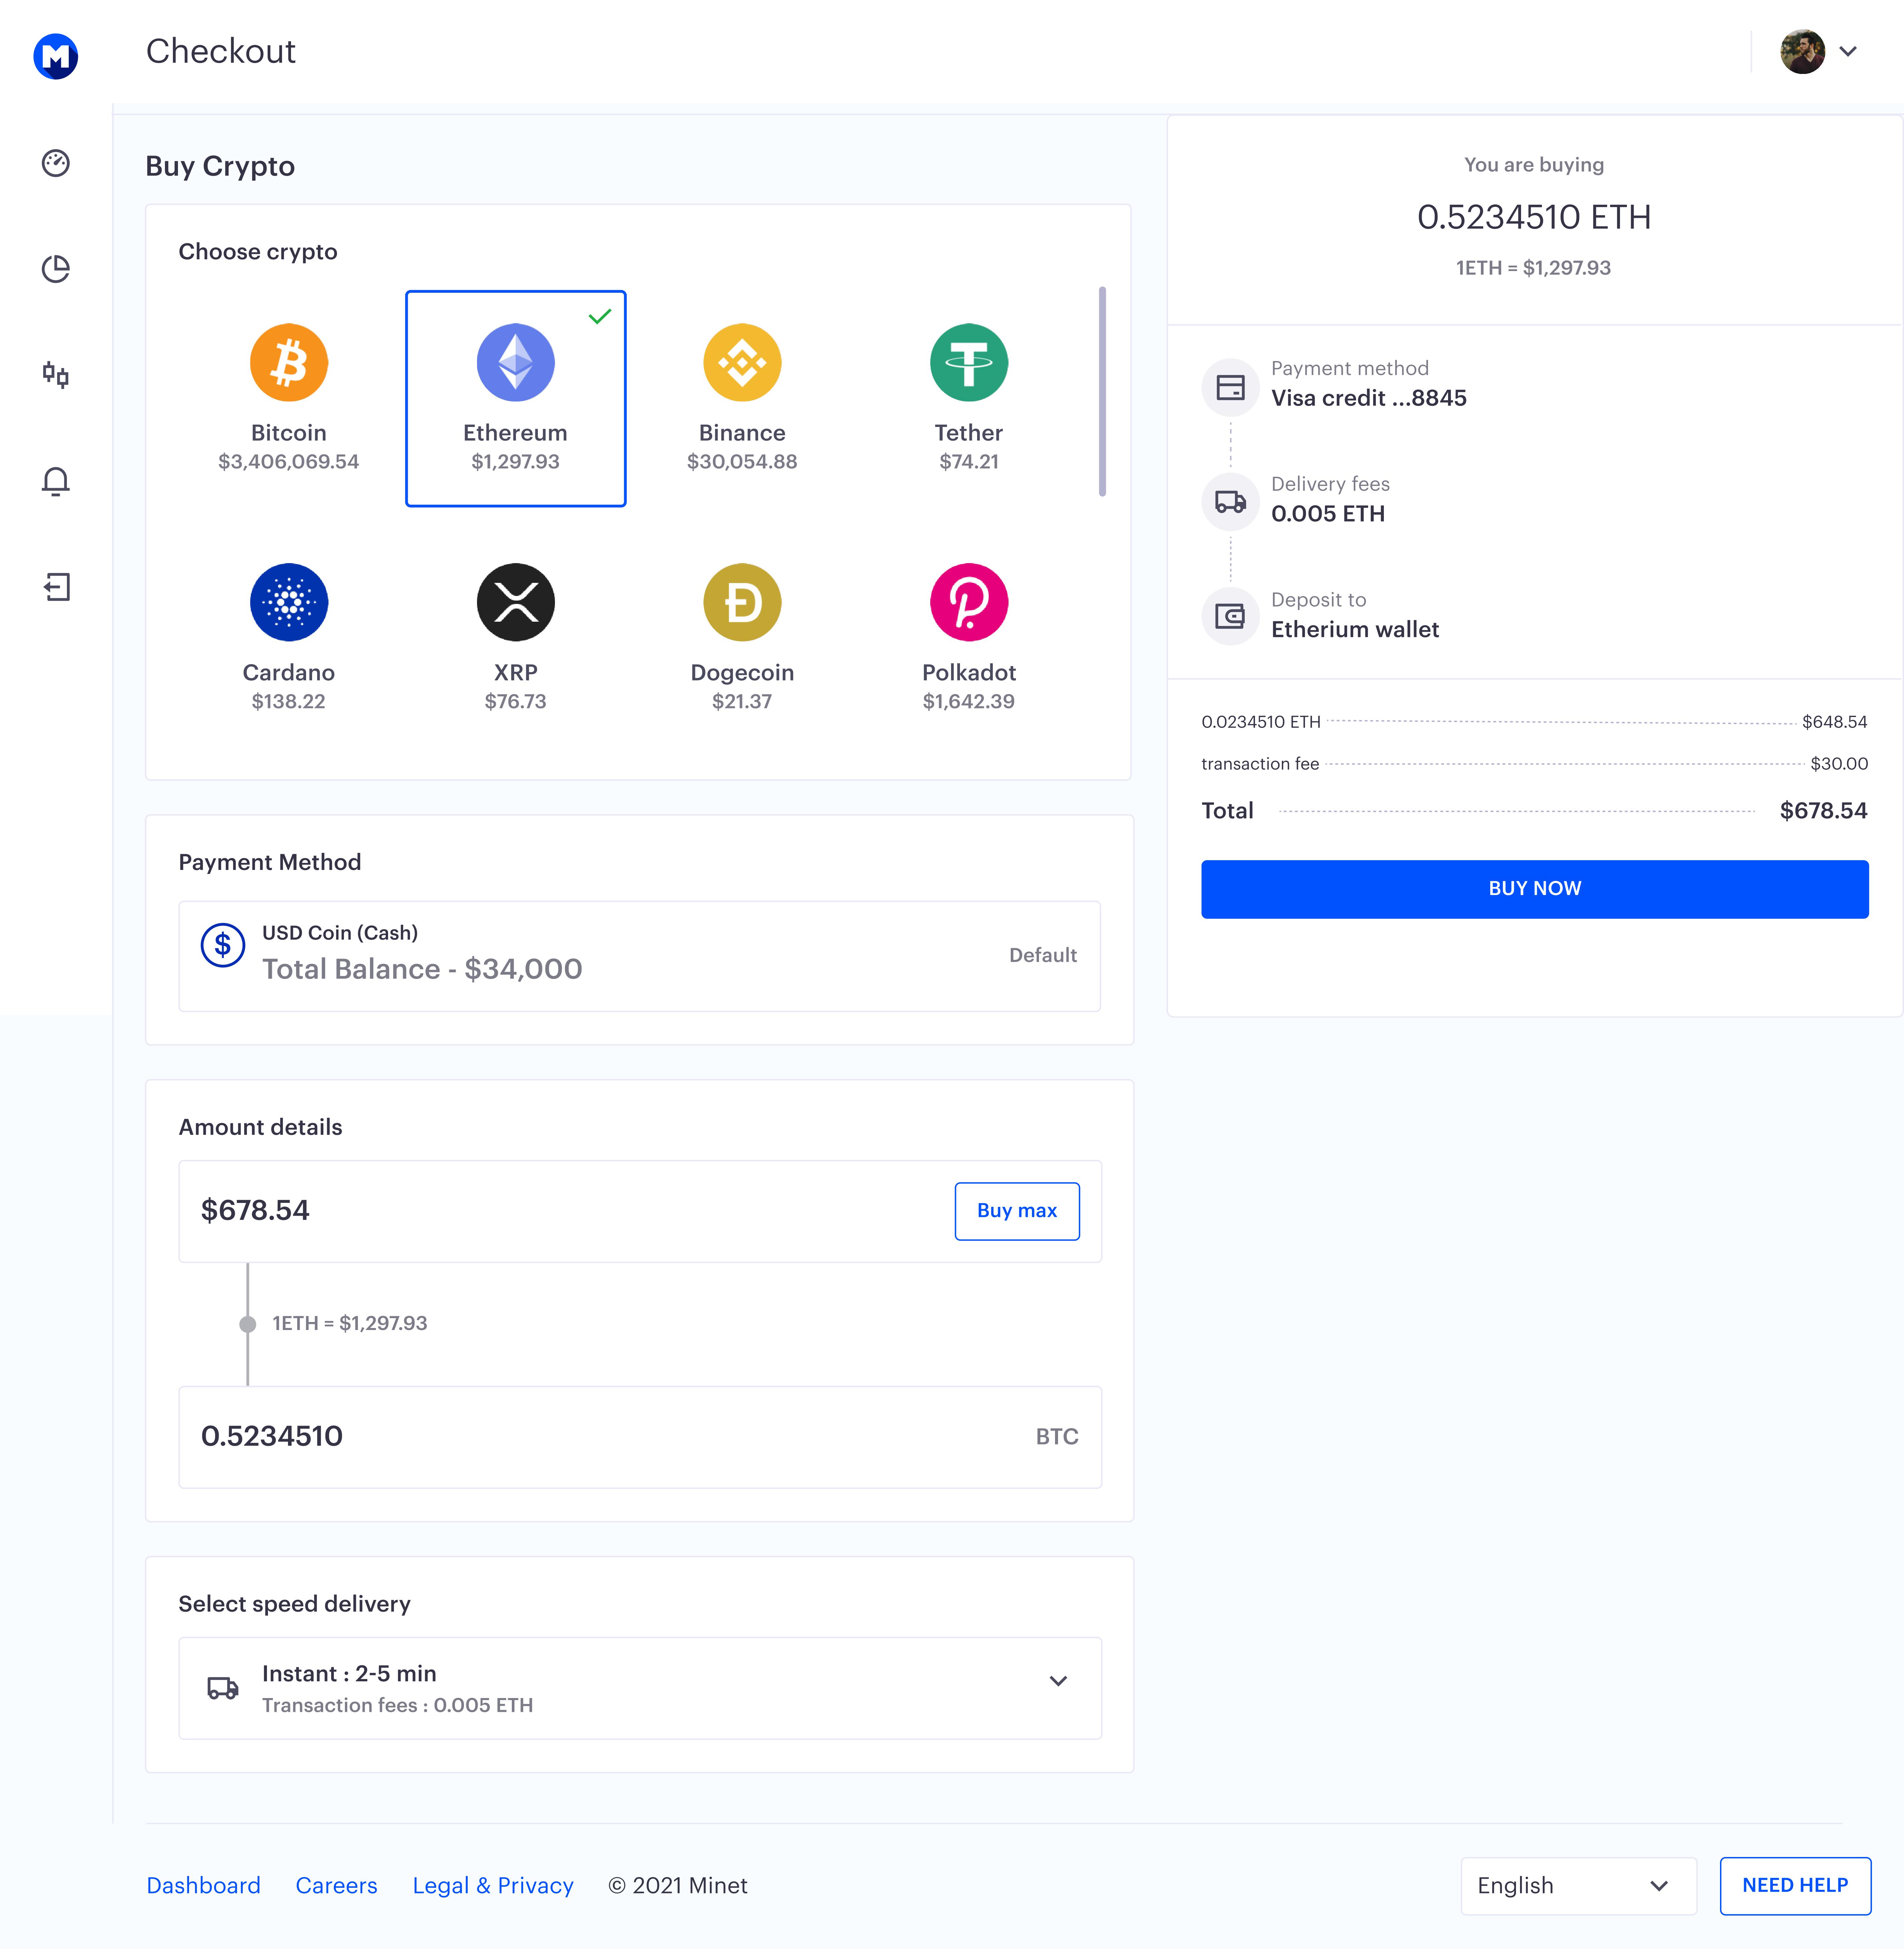 M
Checkout
Buy Crypto
Choose crypto
Bitcoin
$3,406,069.54
Ethereum
$1,297.93
Binance
$30,054.88
Tether
$74.21
Cardano
$138.22
XRP
$76.73
Dogecoin
$21.37
Polkadot
$1,642.39
Payment Method
USD Coin (Cash)
Total Balance - $34,000
Default
Amount details
$678.54
Buy max
1ETH = $1,297.93
0.5234510
BTC
Select speed delivery
Instant : 2-5 min
Transaction fees : 0.005 ETH
You are buying
0.5234510 ETH
1ETH = $1,297.93
Payment method
Visa credit ...8845
Delivery fees
0.005 ETH
Deposit to
Etherium wallet
0.0234510 ETH $648.54
transaction fee $30.00
Total $678.54
BUY NOW
Dashboard Careers Legal & Privacy © 2021 Minet
English
NEED HELP